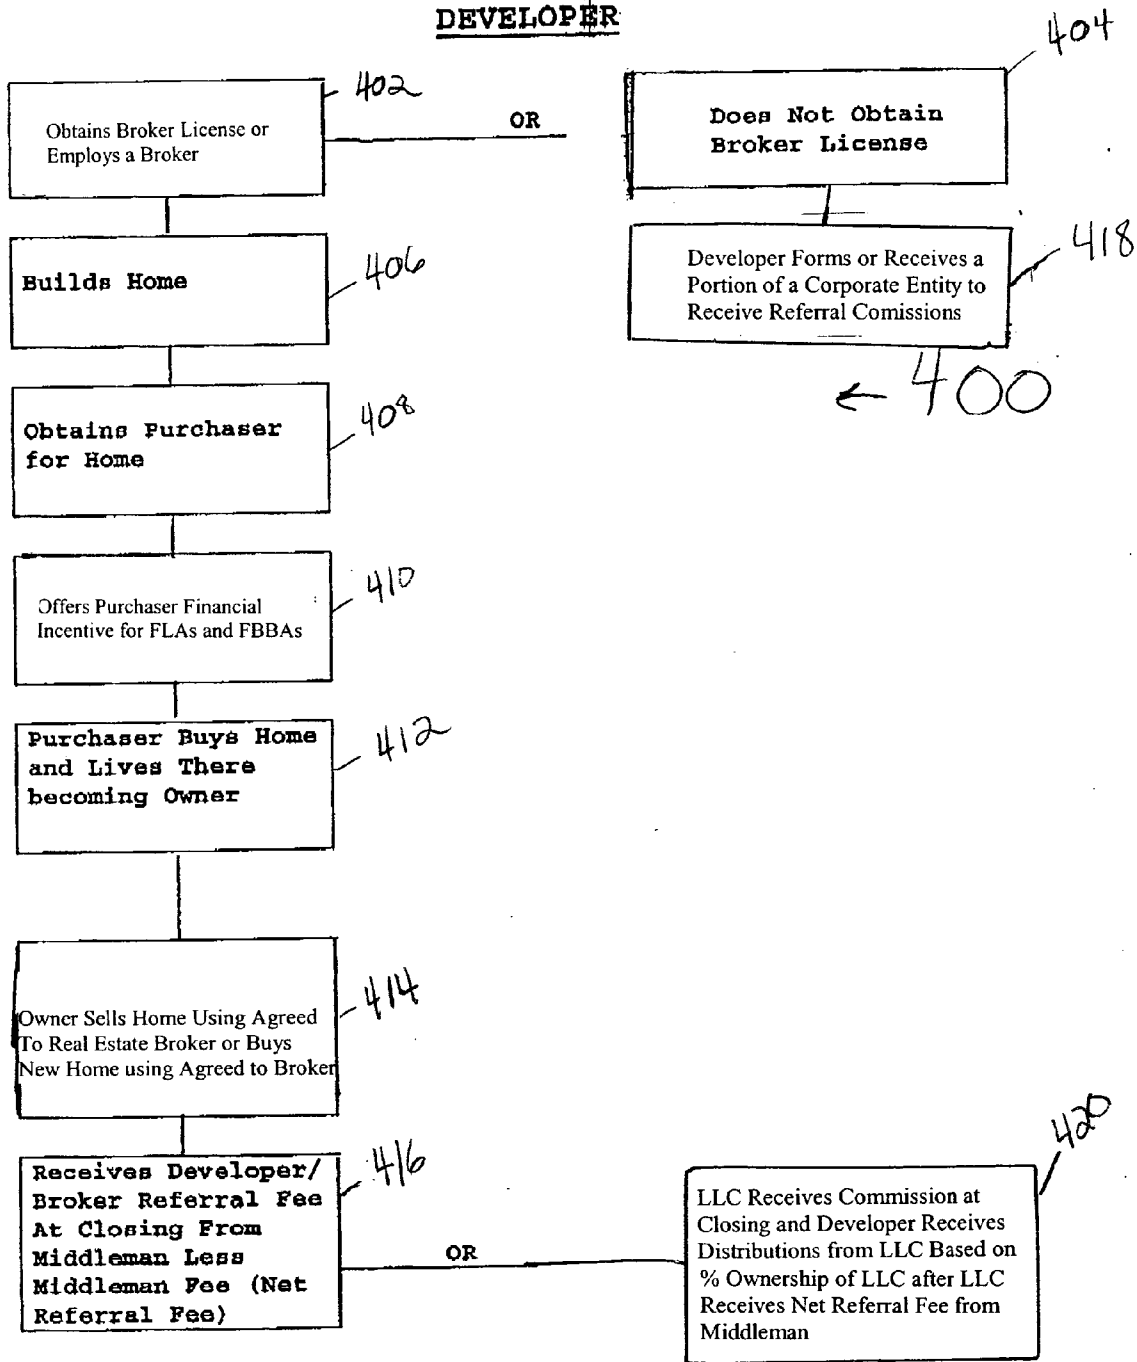 DEVELOPER
404
402
Obtains Broker License or
Employs a Broker
OR
Does Not Obtain
Broker License
418
Developer Forms or Receives a
Portion of a Corporate Entity to
Receive Referral Comissions
Builds Home
406
← 400
408
Obtains Purchaser
for Home
410
Offers Purchaser Financial
Incentive for FLAs and FBBAs
412
Purchaser Buys Home
and Lives There
becoming Owner
414
Owner Sells Home Using Agreed
To Real Estate Broker or Buys
New Home using Agreed to Broker
416
Receives Developer/
Broker Referral Fee
At Closing From
Middleman Less
Middleman Fee (Net
Referral Fee)
OR
420
LLC Receives Commission at
Closing and Developer Receives
Distributions from LLC Based on
% Ownership of LLC after LLC
Receives Net Referral Fee from
Middleman